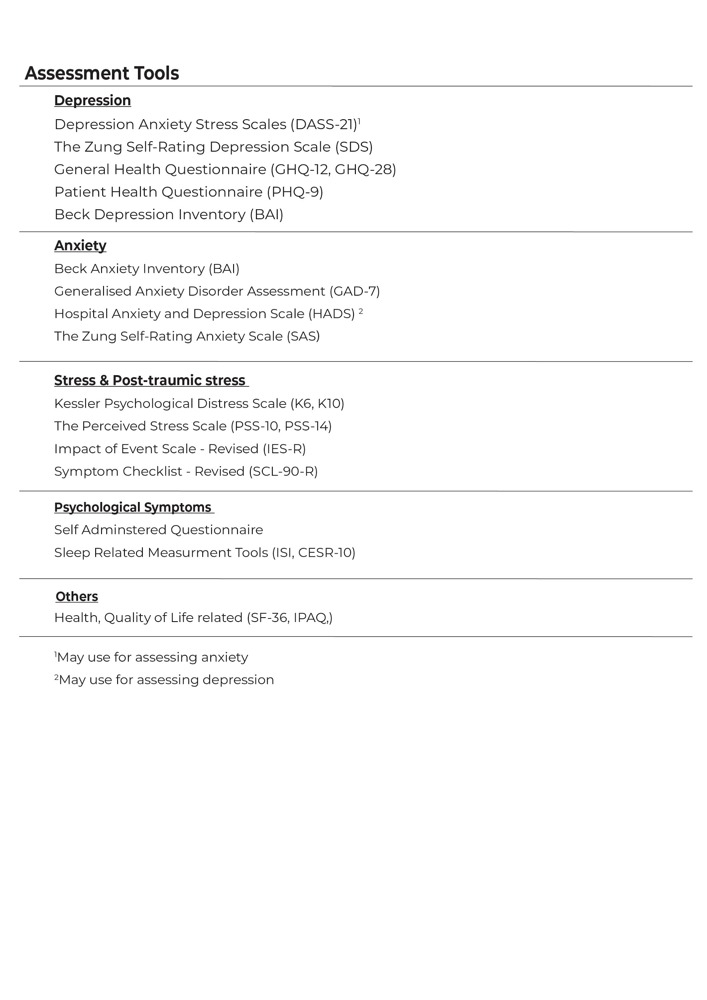 Assessment Tools
Depression
Depression Anxiety Stress Scales (DASS-21)¹
The Zung Self-Rating Depression Scale (SDS)
General Health Questionnaire (GHQ-12, GHQ-28)
Patient Health Questionnaire (PHQ-9)
Beck Depression Inventory (BAI)
Anxiety
Beck Anxiety Inventory (BAI)
Generalised Anxiety Disorder Assessment (GAD-7)
Hospital Anxiety and Depression Scale (HADS) ²
The Zung Self-Rating Anxiety Scale (SAS)
Stress & Post-traumic stress
Kessler Psychological Distress Scale (K6, K10)
The Perceived Stress Scale (PSS-10, PSS-14)
Impact of Event Scale - Revised (IES-R)
Symptom Checklist - Revised (SCL-90-R)
Psychological Symptoms
Self Adminstered Questionnaire
Sleep Related Measurment Tools (ISI, CESR-10)
Others
Health, Quality of Life related (SF-36, IPAQ,)
¹May use for assessing anxiety
²May use for assessing depression